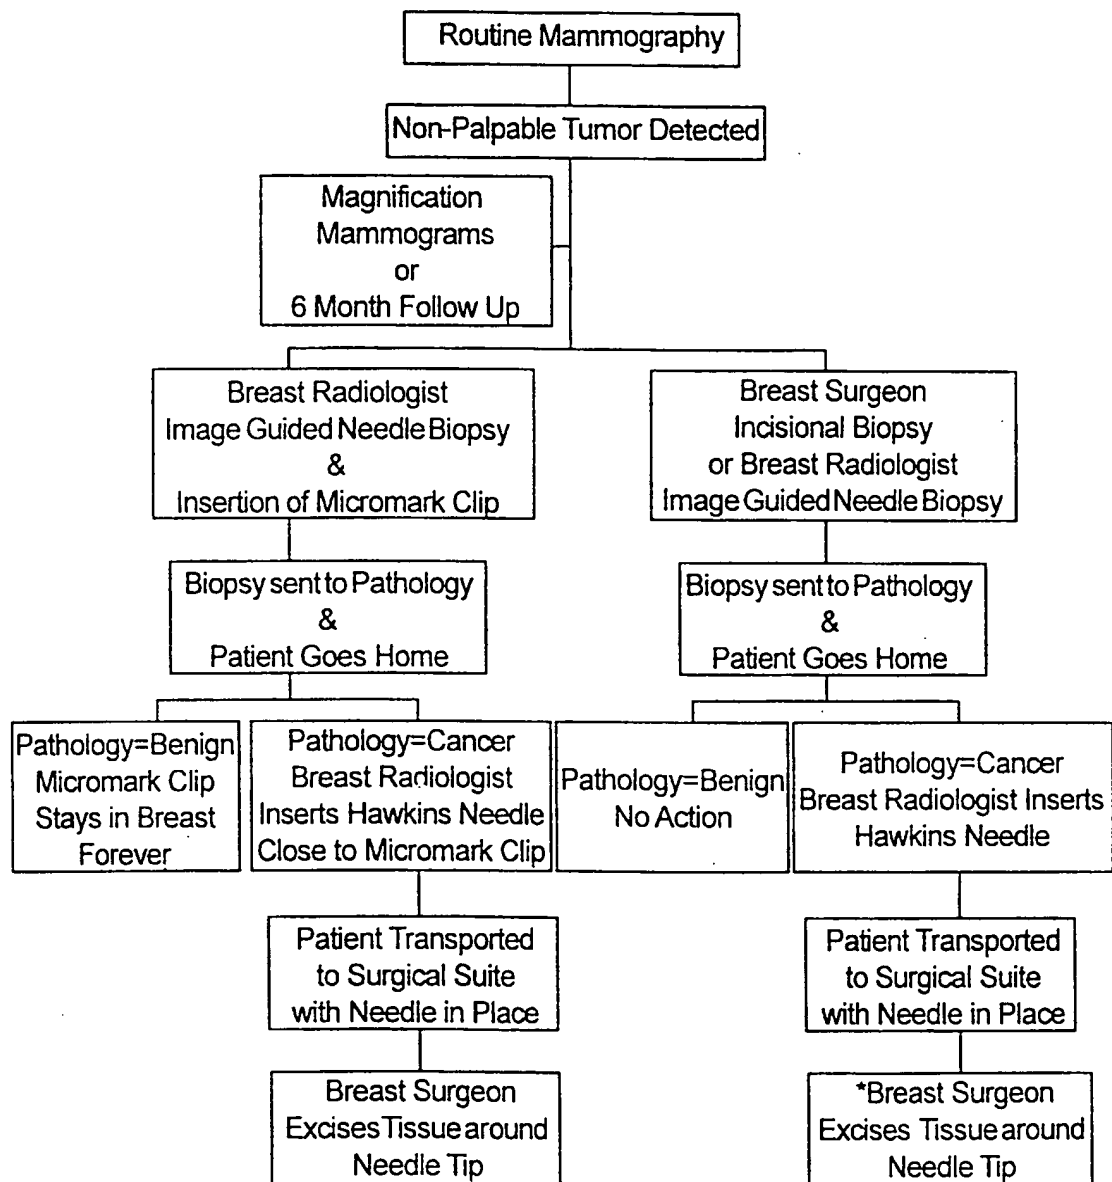 Routine Mammography
Non-Palpable Tumor Detected
Magnification
Mammograms
or
6 Month Follow Up
Breast Radiologist
Image Guided Needle Biopsy
&
Insertion of Micromark Clip
Breast Surgeon
Incisional Biopsy
or Breast Radiologist
Image Guided Needle Biopsy
Biopsy sent to Pathology
&
Patient Goes Home
Biopsy sent to Pathology
&
Patient Goes Home
Pathology=Benign
Micromark Clip
Stays in Breast
Forever
Pathology=Cancer
Breast Radiologist
Inserts Hawkins Needle
Close to Micromark Clip
Pathology=Benign
No Action
Pathology=Cancer
Breast Radiologist Inserts
Hawkins Needle
Patient Transported
to Surgical Suite
with Needle in Place
Patient Transported
to Surgical Suite
with Needle in Place
Breast Surgeon
Excises Tissue around
Needle Tip
*Breast Surgeon
Excises Tissue around
Needle Tip